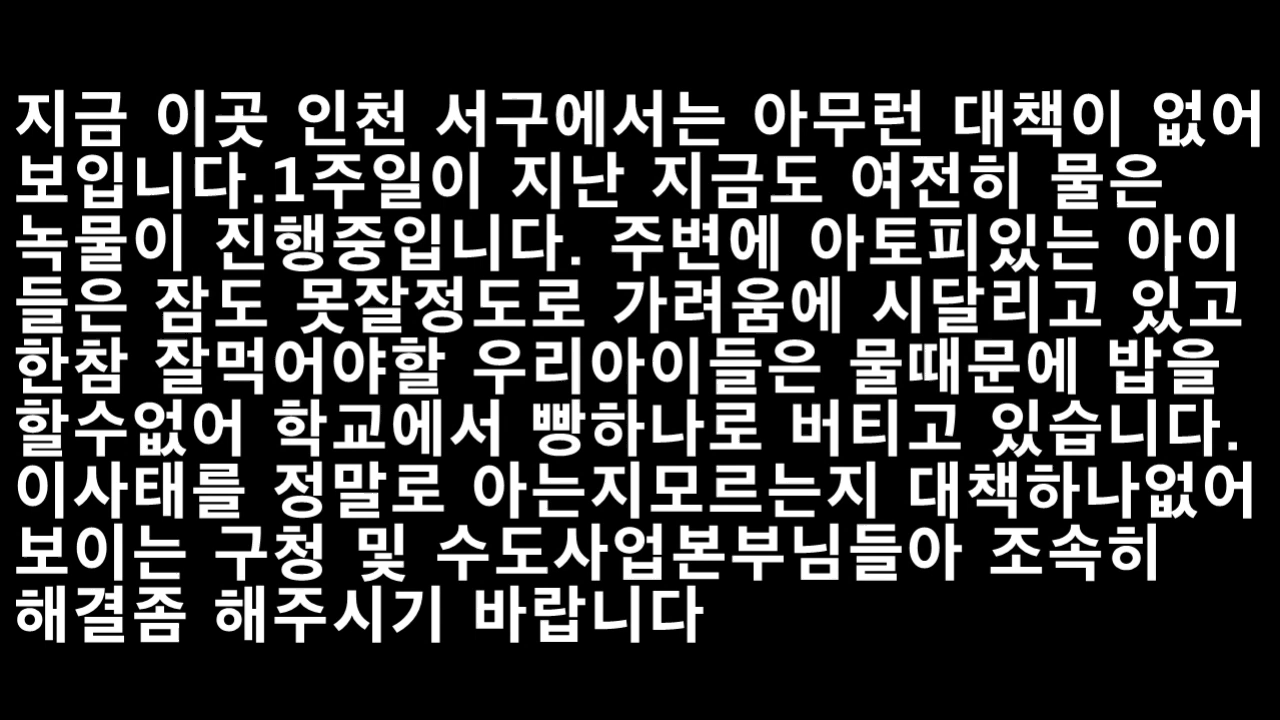 지금 이곳 인천 서구에서는 아무런 대책이 없어
보입니다.1주일이 지난 지금도 여전히 물은
녹물이 진행중입니다. 주변에 아토피있는 아이
들은 잠도 못잘정도로 가려움에 시달리고 있고
한참 잘먹어야할 우리아이들은 물때문에 밥을
할수없어 학교에서 빵하나로 버티고 있습니다.
이사태를 정말로 아는지모르는지 대책하나없어
보이는 구청 및 수도사업본부님들아 조속히
해결좀 해주시기 바랍니다